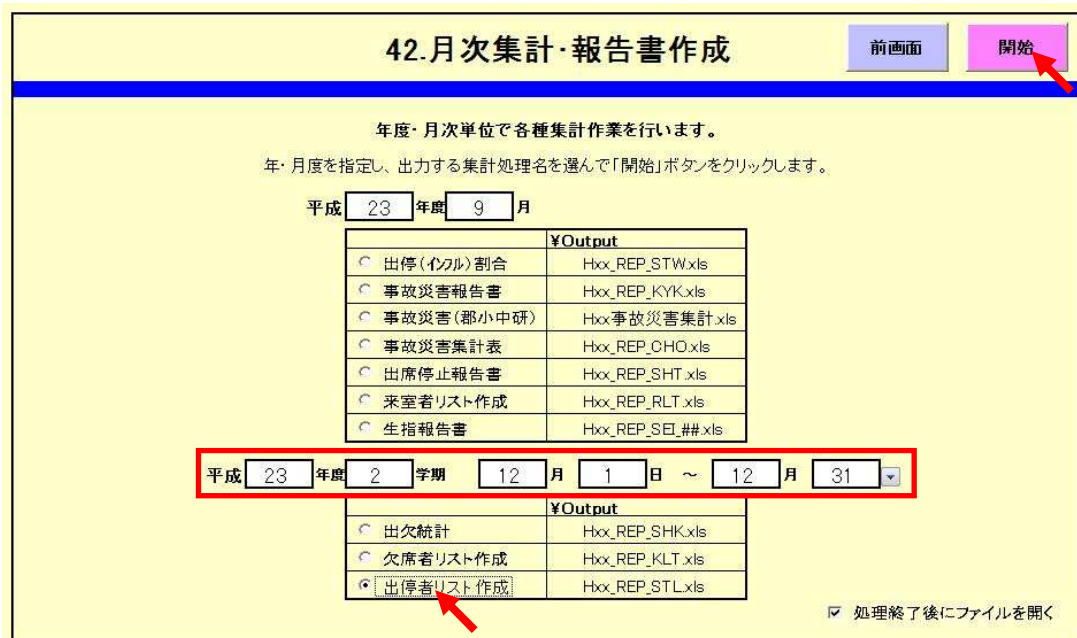 42.月次集計・報告書作成
前画面
開始
年度・月次単位で各種集計作業を行います。
年・月度を指定し、出力する集計処理名を選んで「開始」ボタンをクリックします。
平成 23 年度 9 月
¥Output
出停(インフル)割合 Hxx_REP_STW.xls
事故災害報告書 Hxx_REP_KYK.xls
事故災害(郡小中研) Hxx事故災害集計.xls
事故災害集計表 Hxx_REP_CHO.xls
出席停止報告書 Hxx_REP_SHT.xls
来室者リスト作成 Hxx_REP_RLT.xls
生指報告書 Hxx_REP_SEI_##.xls
平成 23 年度 2 学期 12 月 1 日 ~ 12 月 31
¥Output
出欠統計 Hxx_REP_SHK.xls
欠席者リスト作成 Hxx_REP_KLT.xls
出停者リスト作成 Hxx_REP_STL.xls
処理終了後にファイルを開く